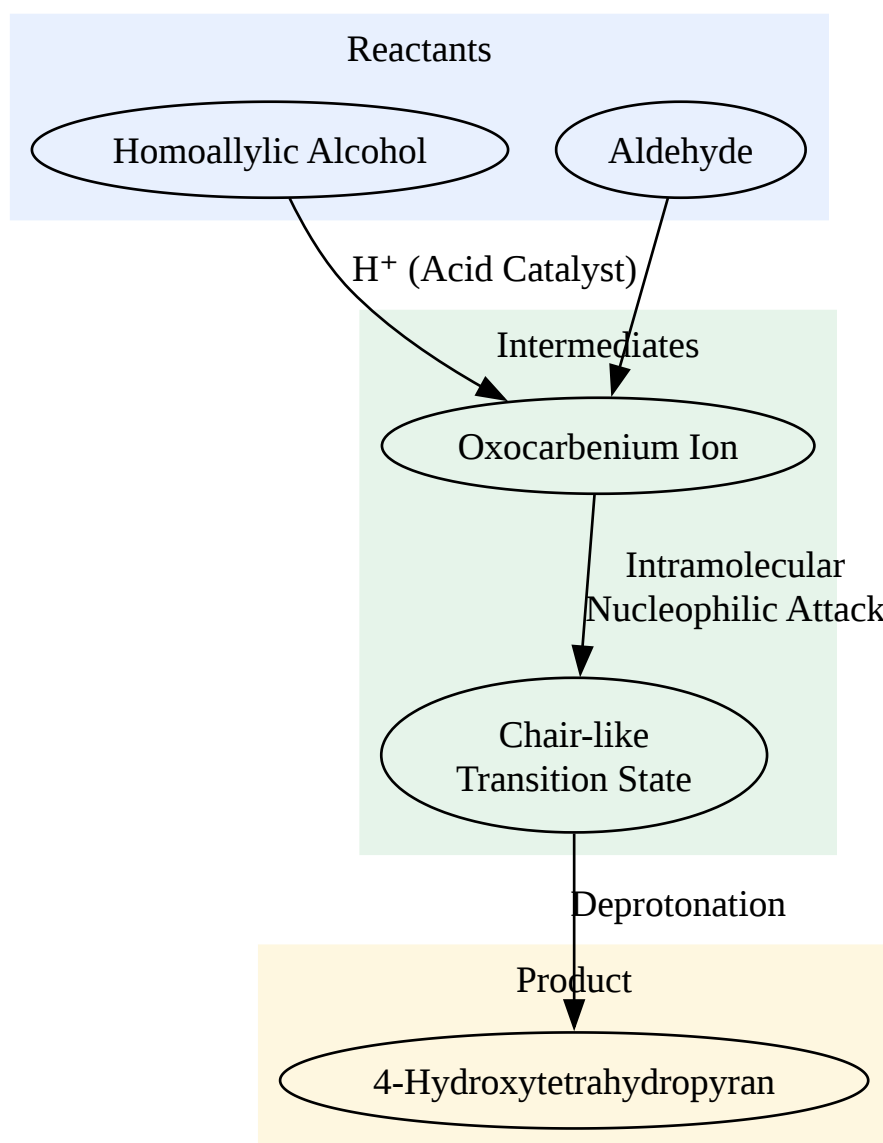 Reactants
Homoallylic Alcohol
Aldehyde
H⁺ (Acid Catalyst)
Intermediates
Oxocarbenium Ion
Intramolecular
Nucleophilic Attack
Chair-like
Transition State
Deprotonation
Product
4-Hydroxytetrahydropyran